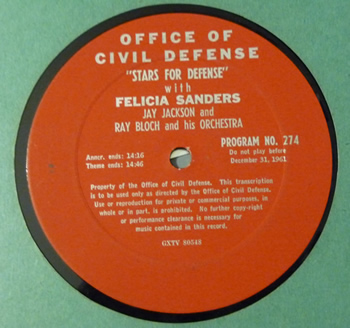 OFFICE OF
CIVIL DEFENSE
"STARS FOR DEFENSE"
with
FELICIA SANDERS
JAY JACKSON and
RAY BLOCH and his ORCHESTRA
PROGRAM NO. 274
Anncr. ends: 14:16
Theme ends: 14:46
Do not play before
December 31, 1961
Property of the Office of Civil Defense. This transcription
is to be used only as directed by the Office of Civil Defense.
Use or reproduction for private or commercial purposes, in
whole or in part, is prohibited. No further copy-right
or performance clearance is necessary for
music contained in this record.
GXTV 80548